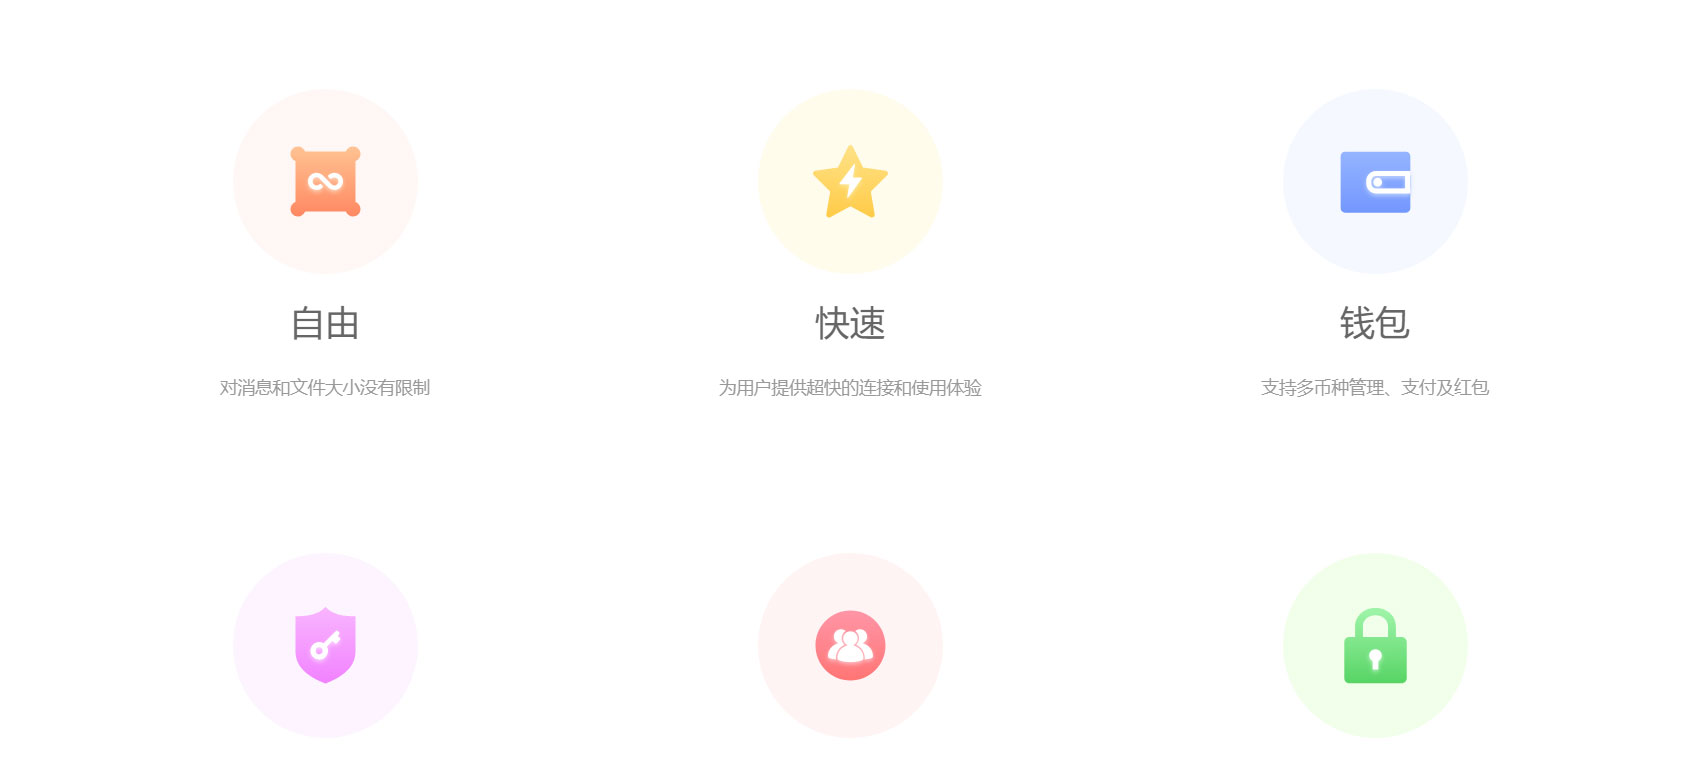 自由
快速
钱包
对消息和文件大小没有限制
为用户提供超快的连接和使用体验
支持多币种管理、支付及红包